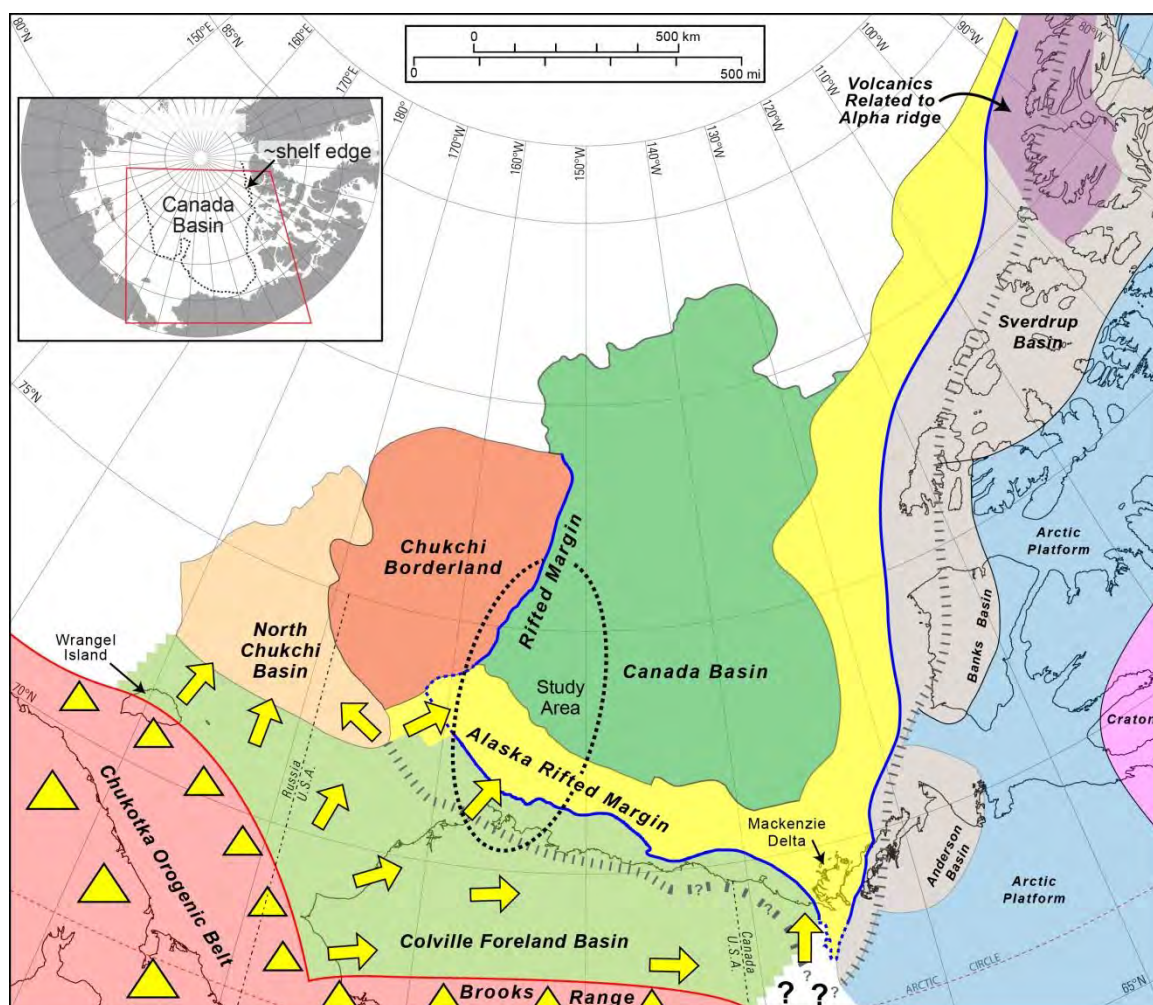 80°N
150°E
85°N
160°E
170°E
180°
170°W
160°W
150°W
140°W
130°W
120°W
110°W
100°W
90°W
80°W
0 500 km
0 500 mi
~shelf edge
Canada
Basin
Volcanics
Related to
Alpha ridge
75°N
Sverdrup
Basin
Chukchi
Borderland
Rifted Margin
Arctic
Platform
North
Chukchi
Basin
Wrangel
Island
Canada Basin
Banks Basin
Study
Area
70°N
Craton
Alaska Rifted Margin
Russia
U.S.A.
Chukotka Orogenic Belt
Mackenzie
Delta
Anderson
Basin
Arctic
Platform
?
?
Colville Foreland Basin
Canada
U.S.A.
?
? ? ?
ARCTIC CIRCLE
65°N
Brooks Range